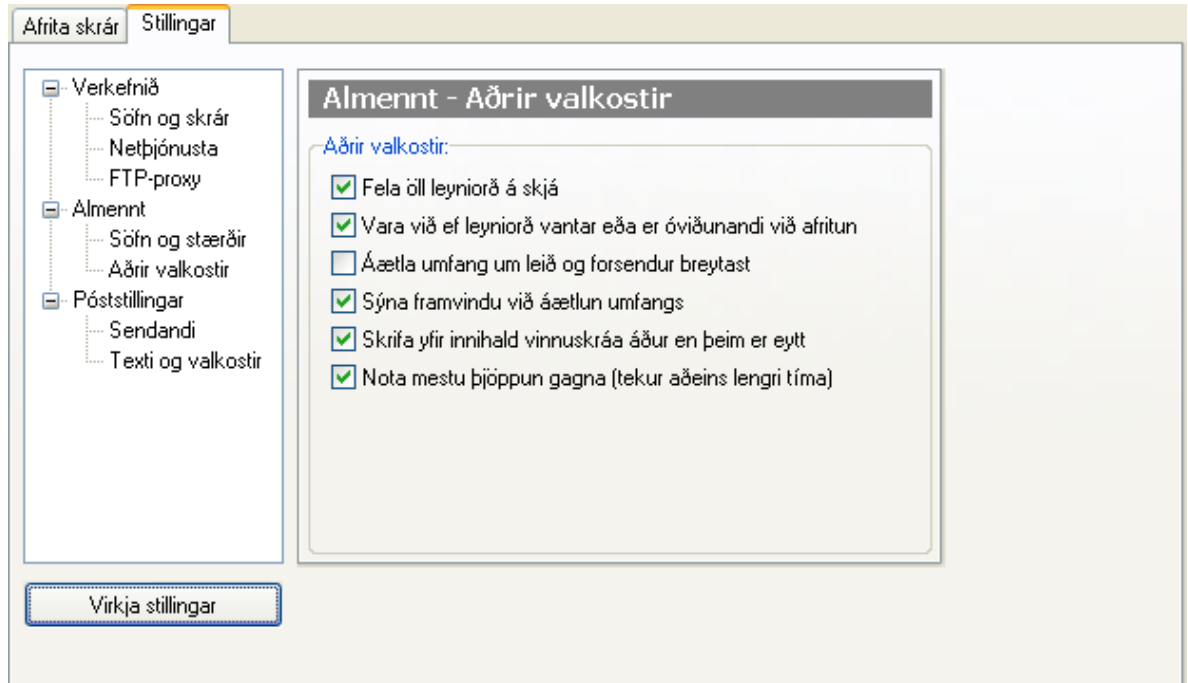 Afrita skrár
Stillingar
Verkefnið
Söfn og skrár
Netþjónusta
FTP-proxy
Almennt
Söfn og stærðir
Aðrir valkostir
Póststillingar
Sendandi
Texti og valkostir
Almennt - Aðrir valkostir
Aðrir valkostir:
Fela öll leyniorð á skjá
Vara við ef leyniorð vantar eða er óviðunandi við afritun
Áætla umfang um leið og forsendur breytast
Sýna framvindu við áætlun umfangs
Skrifa yfir innihald vinnuskráa áður en þeim er eytt
Nota mestu þjöppun gagna (tekur aðeins lengri tíma)
Virkja stillingar